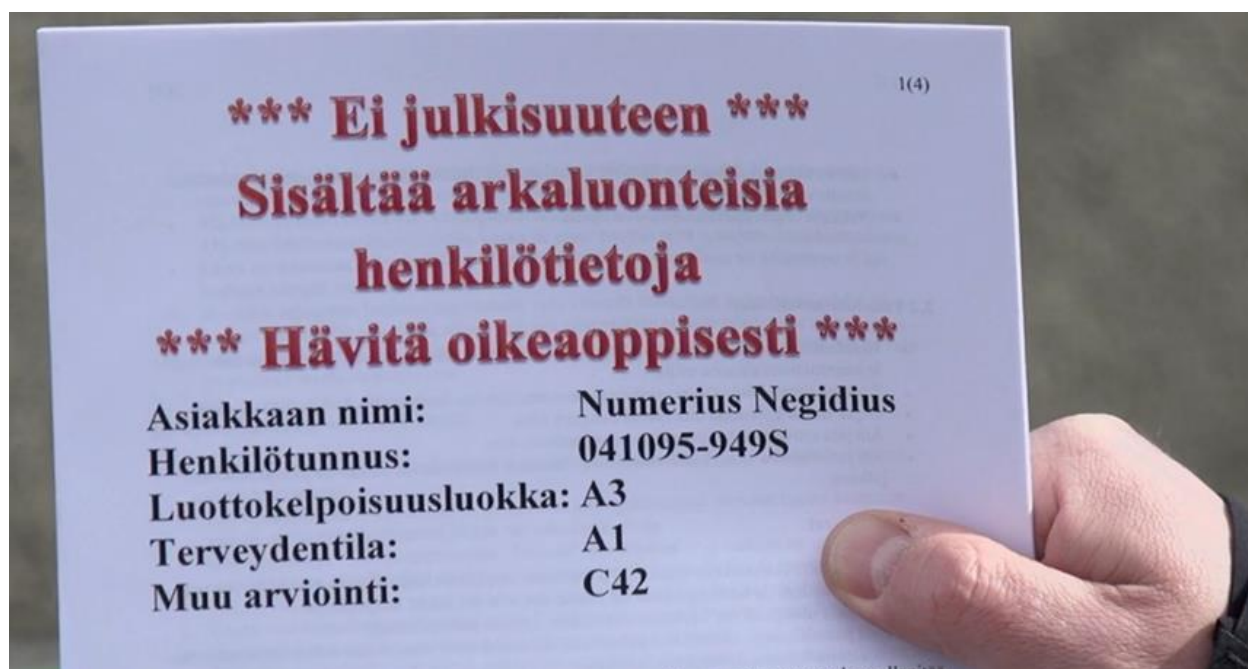 1(4)
*** Ei julkisuuteen ***
Sisältää arkaluonteisia
henkilötietoja
*** Hävitä oikeaoppisesti ***
Asiakkaan nimi: Numerius Negidius
Henkilötunnus: 041095-949S
Luottokelpoisuusluokka: A3
Terveydentila: A1
Muu arviointi: C42